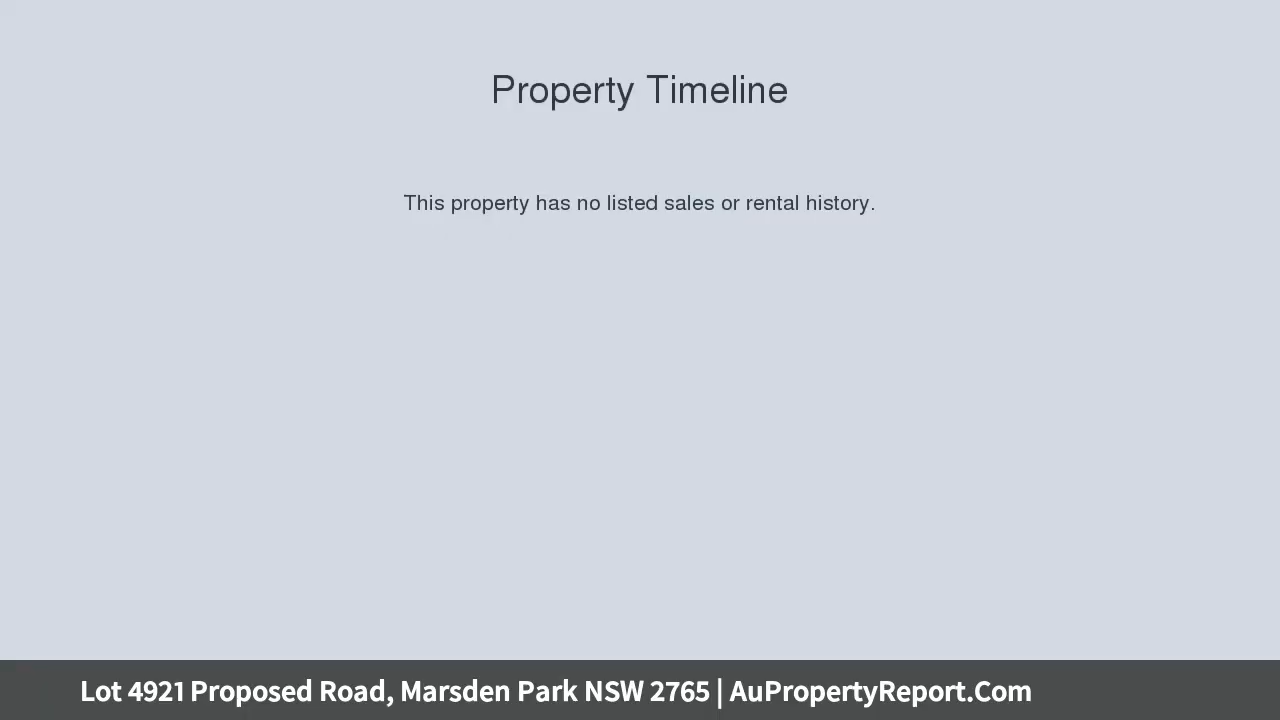 Property Timeline
This property has no listed sales or rental history.
Lot 4921 Proposed Road, Marsden Park NSW 2765 | AuPropertyReport.Com